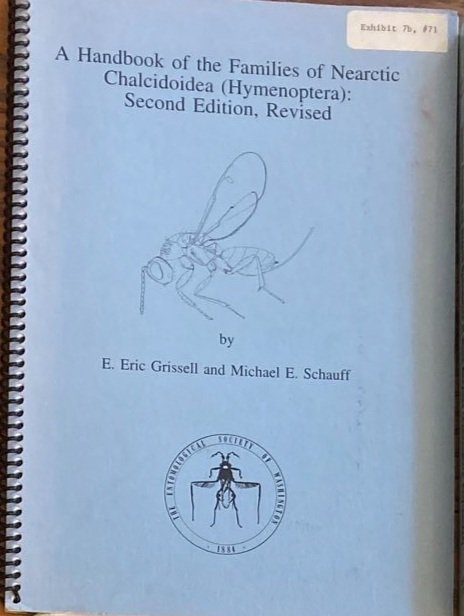 Exhibit 7b, #71
A Handbook of the Families of Nearctic
Chalcidoidea (Hymenoptera):
Second Edition, Revised
by
E. Eric Grissell and Michael E. Schauff
THE ENTOMOLOGICAL SOCIETY OF WASHINGTON
· 1884 ·